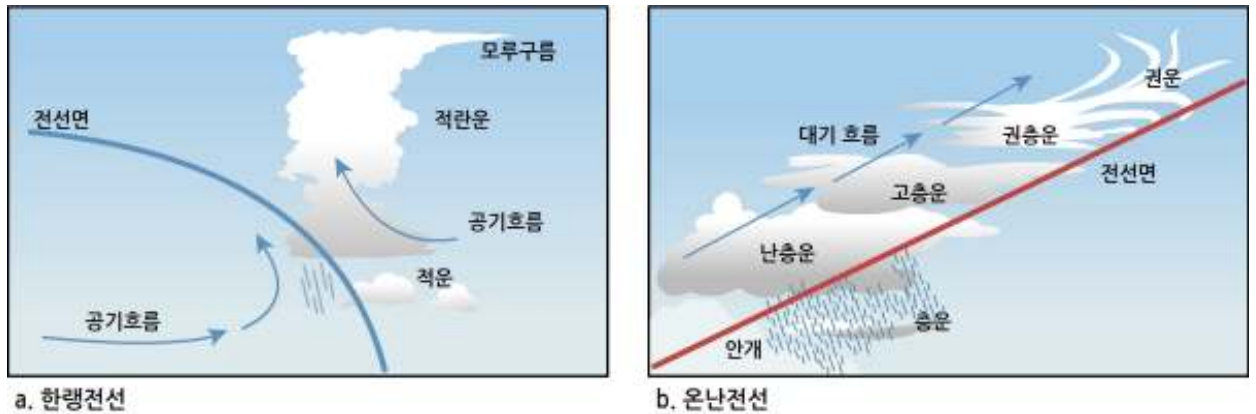 모루구름
전선면
적란운
공기흐름
적운
공기흐름
a. 한랭전선
권운
대기 흐름
권층운
전선면
고층운
난층운
층운
안개
b. 온난전선